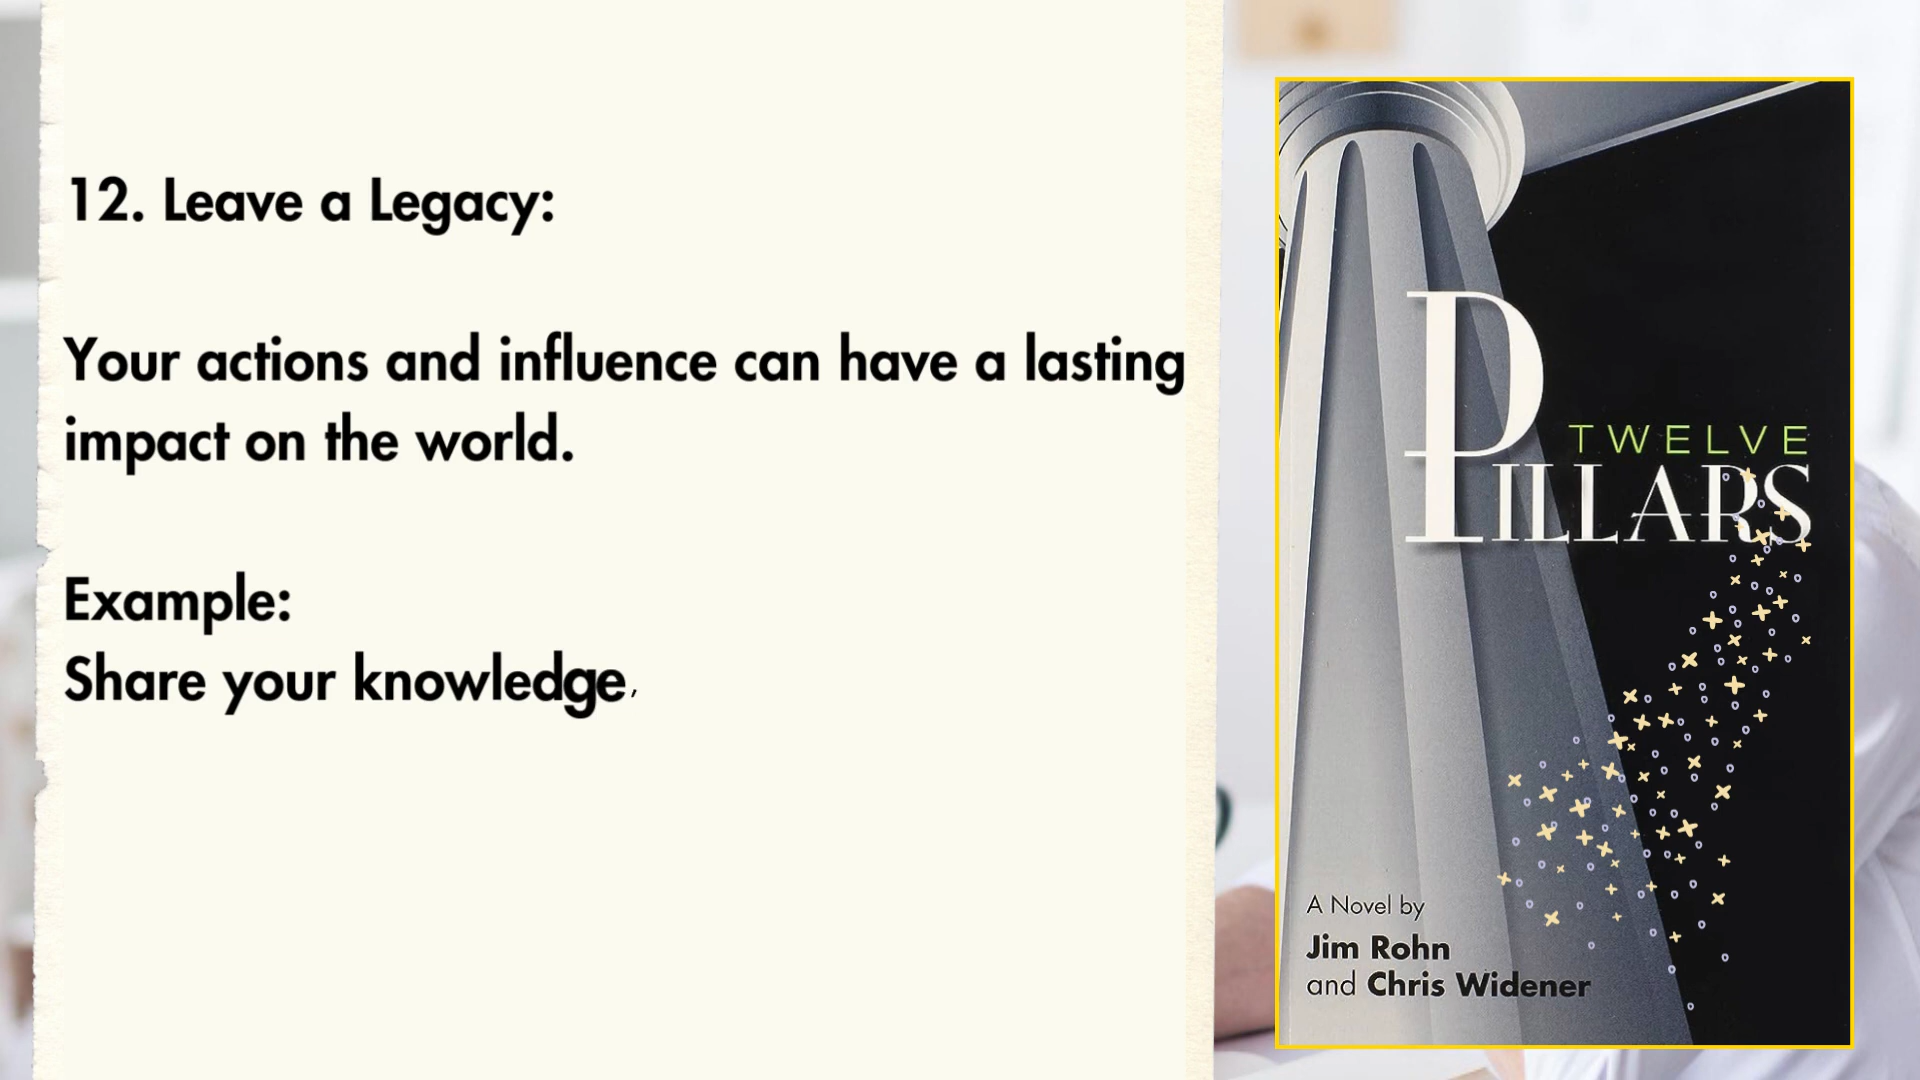 12. Leave a Legacy:
Your actions and influence can have a lasting
impact on the world.
Example:
Share your knowledge,
TWELVE
PILLARS
A Novel by
Jim Rohn
and Chris Widener